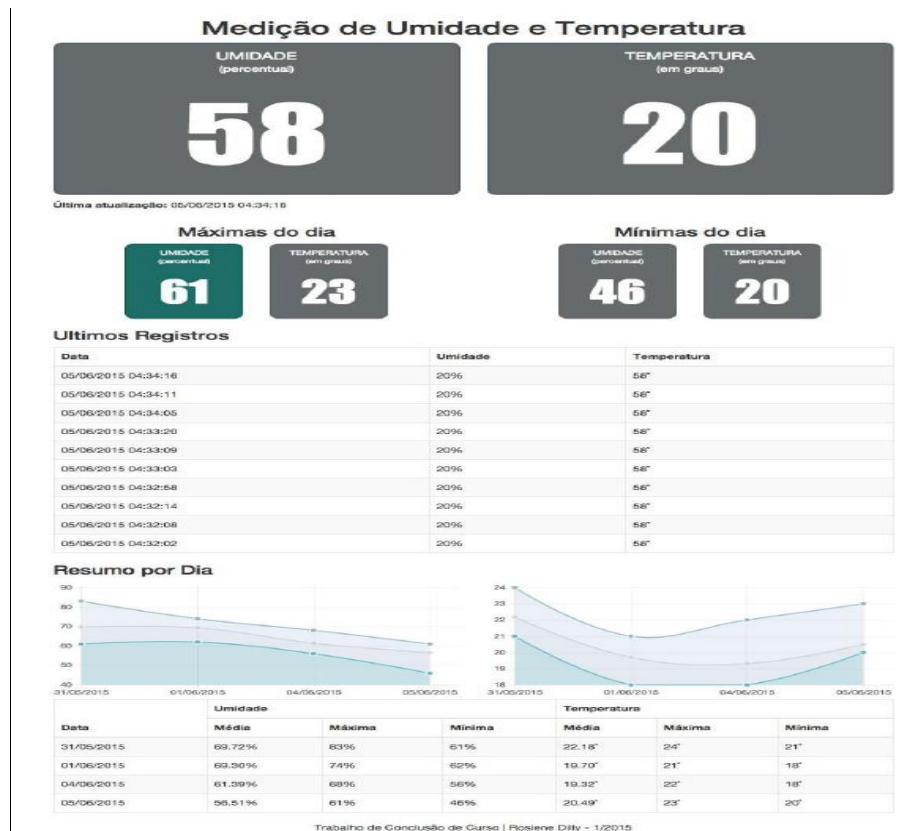 Medição de Umidade e Temperatura
UMIDADE
(percentual)
58
TEMPERATURA
(em graus)
20
Última atualização: 05/06/2015 04:34:16
Máximas do dia
UMIDADE
(percentual)
61
TEMPERATURA
(em graus)
23
Mínimas do dia
UMIDADE
(percentual)
46
TEMPERATURA
(em graus)
20
Ultimos Registros
Data Umidade Temperatura
05/06/2015 04:34:16 20% 58°
05/06/2015 04:34:11 20% 58°
05/06/2015 04:34:05 20% 58°
05/06/2015 04:33:20 20% 58°
05/06/2015 04:33:09 20% 58°
05/06/2015 04:33:03 20% 58°
05/06/2015 04:32:58 20% 58°
05/06/2015 04:32:14 20% 58°
05/06/2015 04:32:08 20% 58°
05/06/2015 04:32:02 20% 58°
Resumo por Dia
90
80
70
60
50
40
31/05/2015 01/06/2015 04/06/2015 05/06/2015
24
23
22
21
20
19
18
31/05/2015 01/06/2015 04/06/2015 05/06/2015
Umidade Temperatura
Data Média Máxima Mínima Média Máxima Mínima
31/05/2015 69.72% 83% 61% 22.18° 24° 21°
01/06/2015 69.30% 74% 62% 19.70° 21° 18°
04/06/2015 61.39% 68% 56% 19.32° 22° 18°
05/06/2015 56.51% 61% 46% 20.49° 23° 20°
Trabalho de Conclusão de Curso | Rosiene Dilly - 1/2015